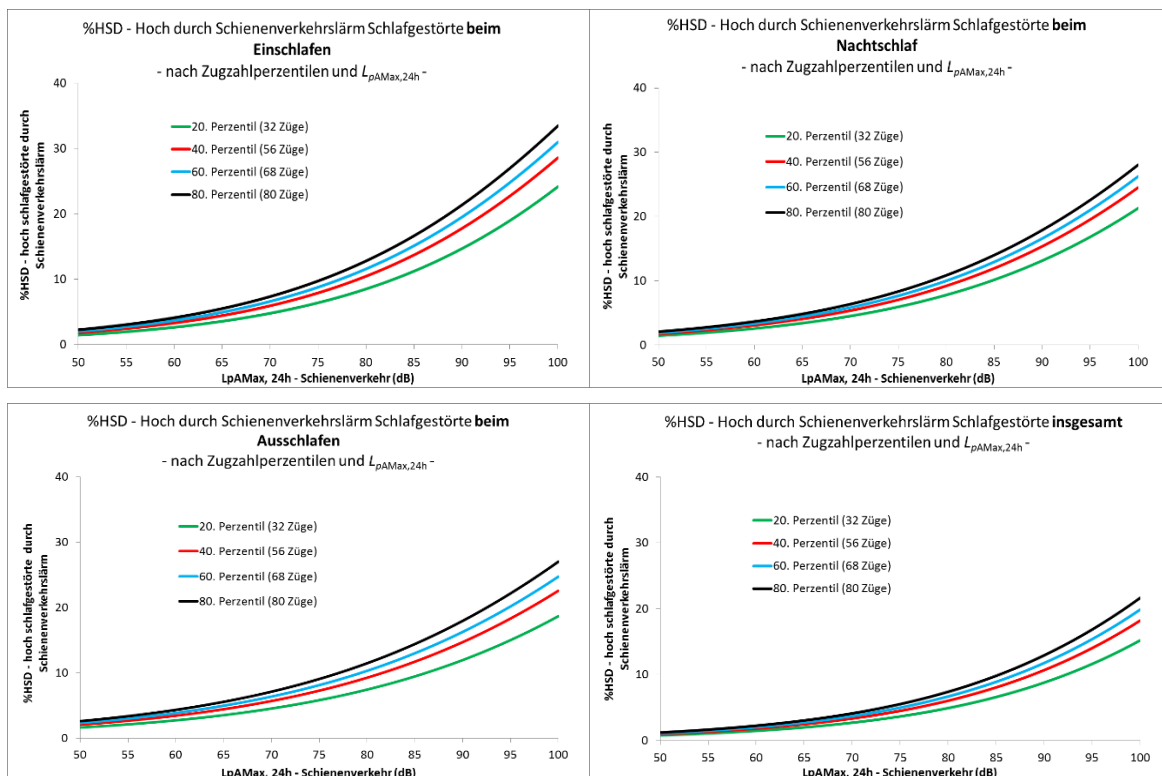 %HSD - Hoch durch Schienenverkehrslärm Schlafgestörte beim
Einschlafen
- nach Zugzahlperzentilen und LpAMax,24h -
40
30
20
10
0
%HSD - hoch schlafgestörte durch
Schienenverkehrslärm
20. Perzentil (32 Züge)
40. Perzentil (56 Züge)
60. Perzentil (68 Züge)
80. Perzentil (80 Züge)
50 55 60 65 70 75 80 85 90 95 100
LpAMax, 24h - Schienenverkehr (dB)
%HSD - Hoch durch Schienenverkehrslärm Schlafgestörte beim
Nachtschlaf
- nach Zugzahlperzentilen und LpAMax,24h -
40
30
20
10
0
%HSD - hoch schlafgestörte durch
Schienenverkehrslärm
20. Perzentil (32 Züge)
40. Perzentil (56 Züge)
60. Perzentil (68 Züge)
80. Perzentil (80 Züge)
50 55 60 65 70 75 80 85 90 95 100
LpAMax, 24h - Schienenverkehr (dB)
%HSD - Hoch durch Schienenverkehrslärm Schlafgestörte beim
Ausschlafen
- nach Zugzahlperzentilen und LpAMax,24h -
40
30
20
10
0
%HSD - hoch schlafgestörte durch
Schienenverkehrslärm
20. Perzentil (32 Züge)
40. Perzentil (56 Züge)
60. Perzentil (68 Züge)
80. Perzentil (80 Züge)
50 55 60 65 70 75 80 85 90 95 100
LpAMax, 24h - Schienenverkehr (dB)
%HSD - Hoch durch Schienenverkehrslärm Schlafgestörte insgesamt
- nach Zugzahlperzentilen und LpAMax,24h -
40
30
20
10
0
%HSD - hoch schlafgestörte durch
Schienenverkehrslärm
20. Perzentil (32 Züge)
40. Perzentil (56 Züge)
60. Perzentil (68 Züge)
80. Perzentil (80 Züge)
50 55 60 65 70 75 80 85 90 95 100
LpAMax, 24h - Schienenverkehr (dB)